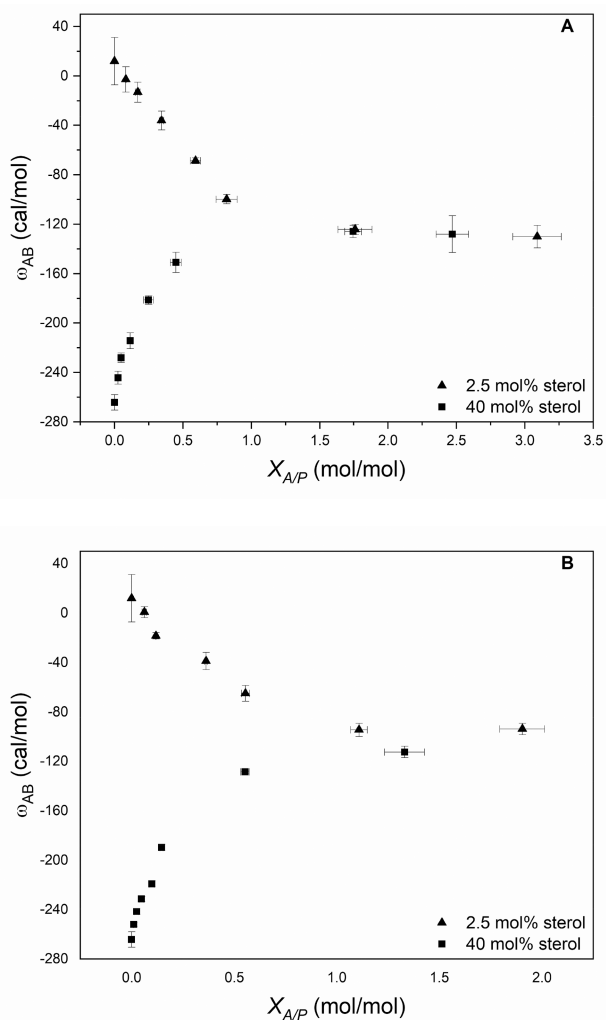 A
40
0
-40
-80
-120
-160
-200
-240
-280
ωAB (cal/mol)
▲ 2.5 mol% sterol
■ 40 mol% sterol
0.0 0.5 1.0 1.5 2.0 2.5 3.0 3.5
XA/P (mol/mol)
B
40
0
-40
-80
-120
-160
-200
-240
-280
ωAB (cal/mol)
▲ 2.5 mol% sterol
■ 40 mol% sterol
0.0 0.5 1.0 1.5 2.0
XA/P (mol/mol)